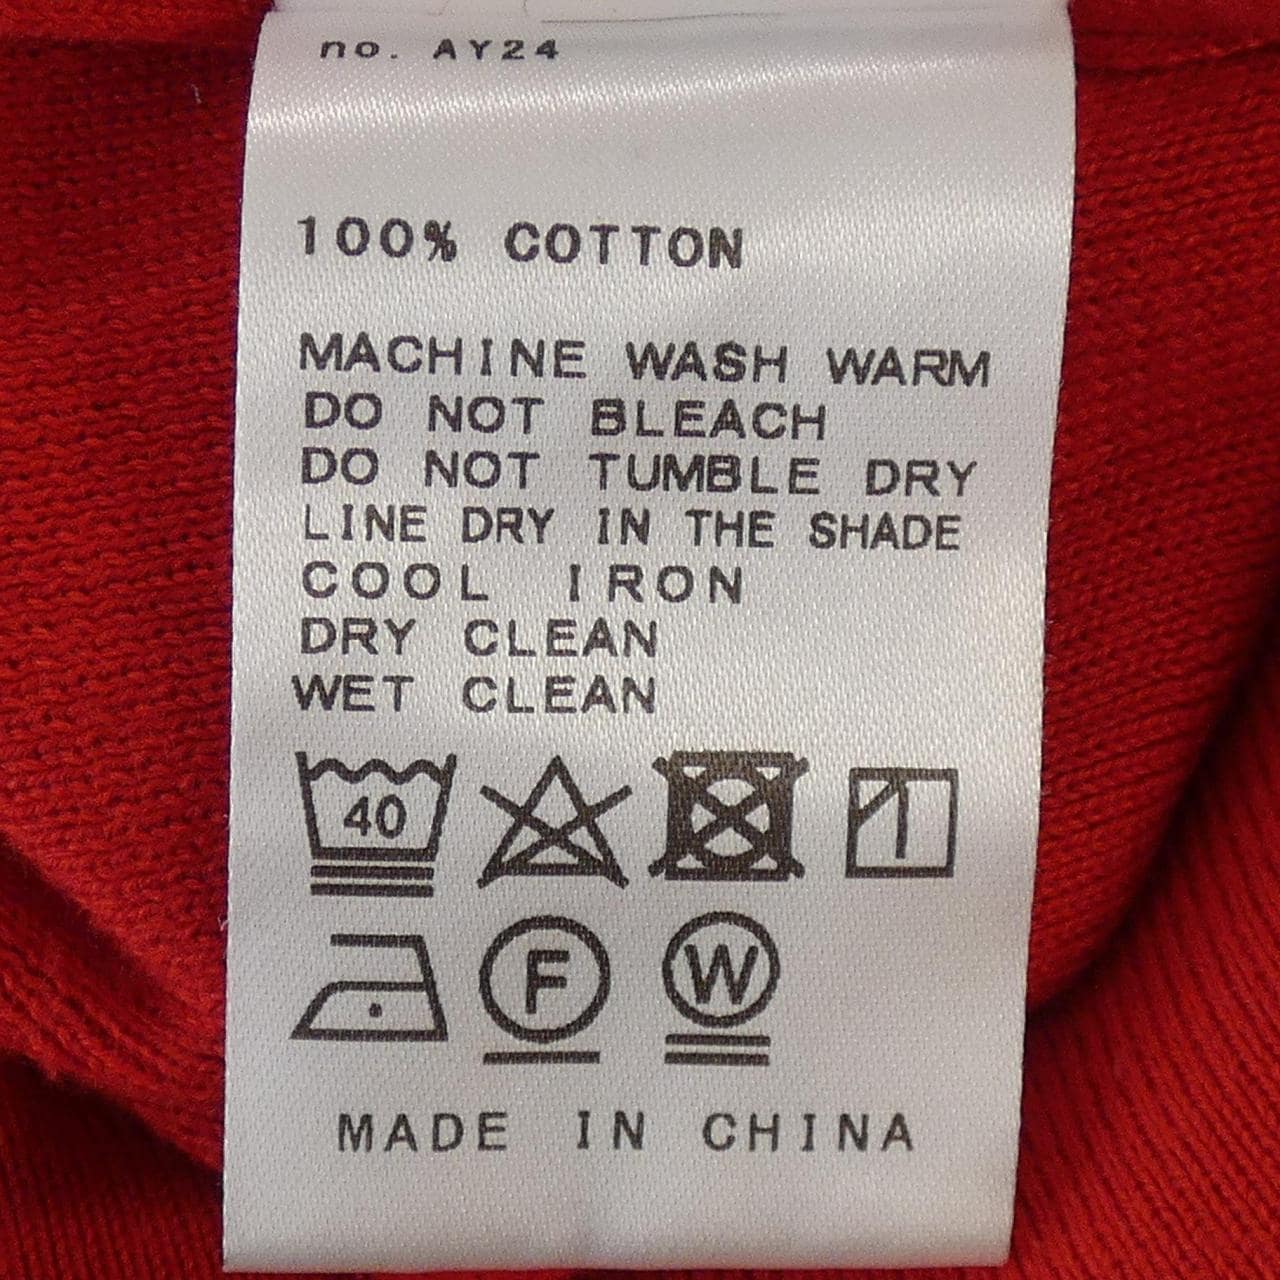 no. AY24
100% COTTON
MACHINE WASH WARM
DO NOT BLEACH
DO NOT TUMBLE DRY
LINE DRY IN THE SHADE
COOL IRON
DRY CLEAN
WET CLEAN
40
F W
MADE IN CHINA